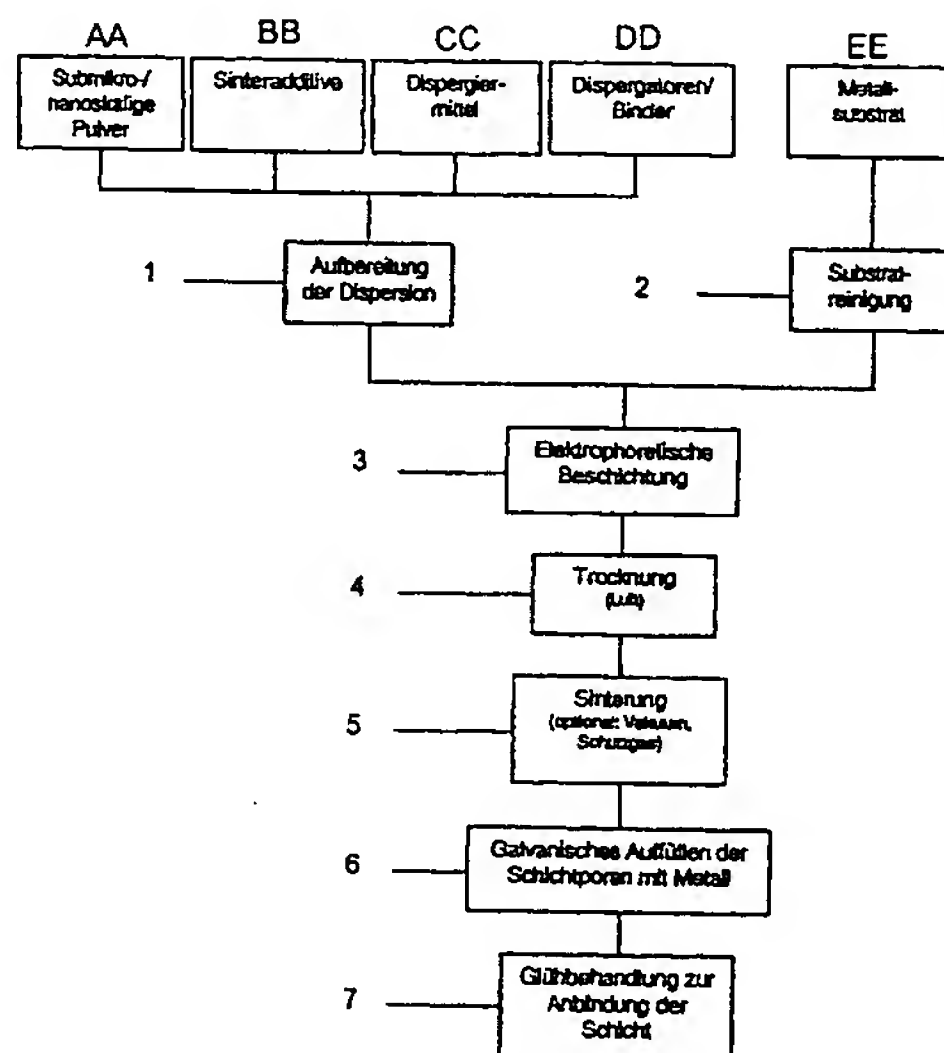 AA
BB
CC
DD
EE
Submikro-/
nanoskalige
Pulver
Sinteradditive
Dispergier-
mittel
Dispergatoren/
Binder
Metall-
substrat
1
Aufbereitung
der Dispersion
2
Substrat-
reinigung
3
Elektrophoretische
Beschichtung
4
Trocknung
(Luft)
5
Sinterung
(optional: Vakuum,
Schutzgas)
6
Galvanisches Auffüllen der
Schichtporen mit Metall
7
Glühbehandlung zur
Anbindung der
Schicht